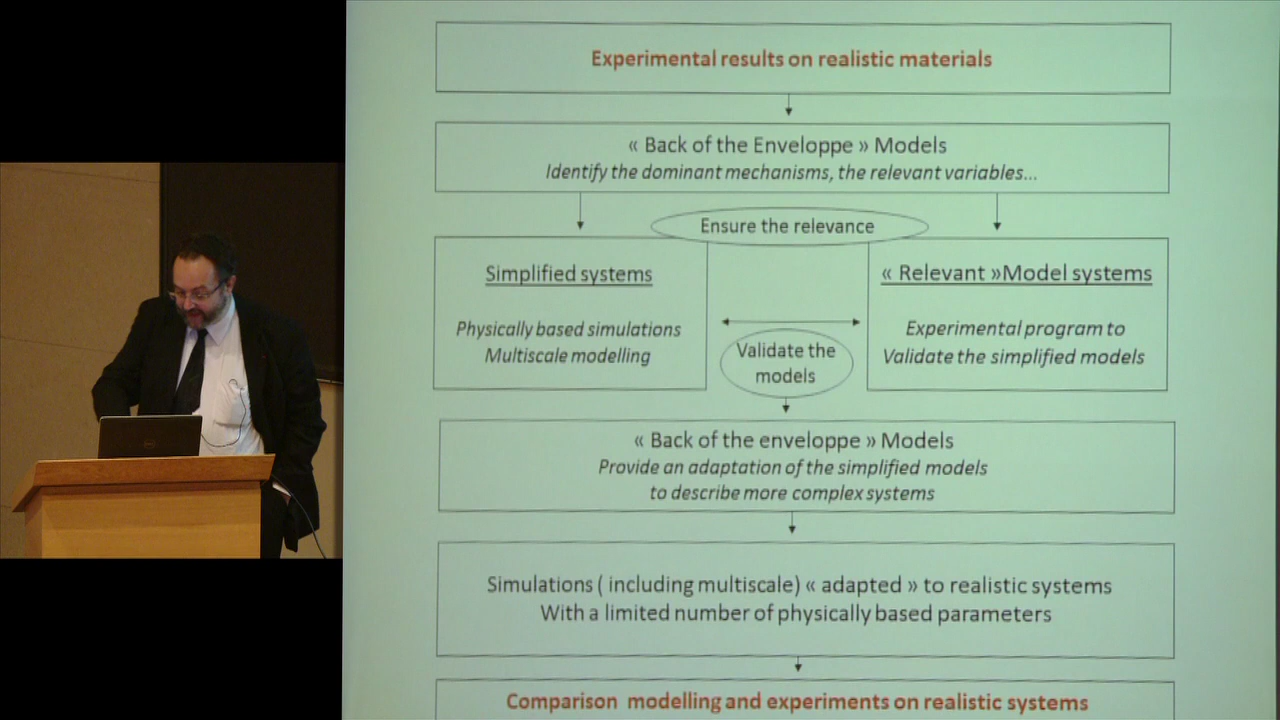 Experimental results on realistic materials
« Back of the Enveloppe » Models
Identify the dominant mechanisms, the relevant variables...
Ensure the relevance
Simplified systems
Physically based simulations
Multiscale modelling
« Relevant »Model systems
Experimental program to
Validate the simplified models
Validate the
models
« Back of the enveloppe » Models
Provide an adaptation of the simplified models
to describe more complex systems
Simulations ( including multiscale) « adapted » to realistic systems
With a limited number of physically based parameters
Comparison modelling and experiments on realistic systems